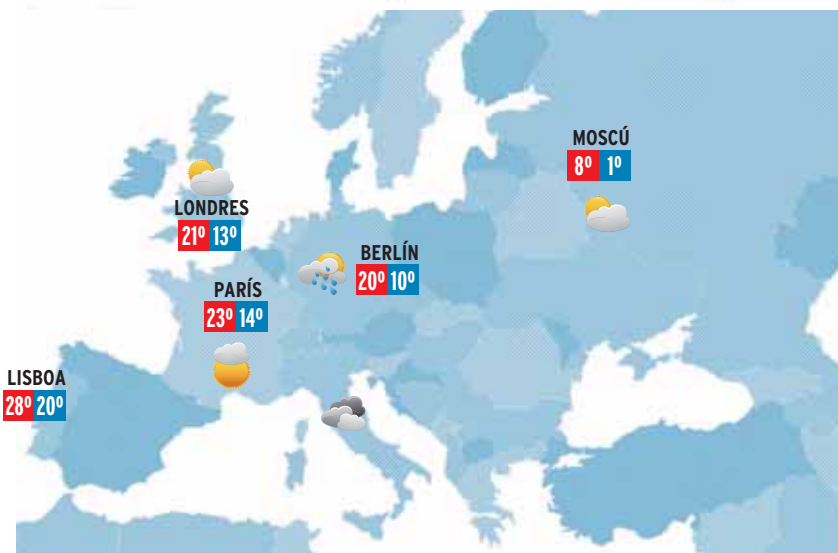 MOSCÚ
8º 1º
LONDRES
21º 13º
BERLÍN
20º 10º
PARÍS
23º 14º
LISBOA
28º 20º